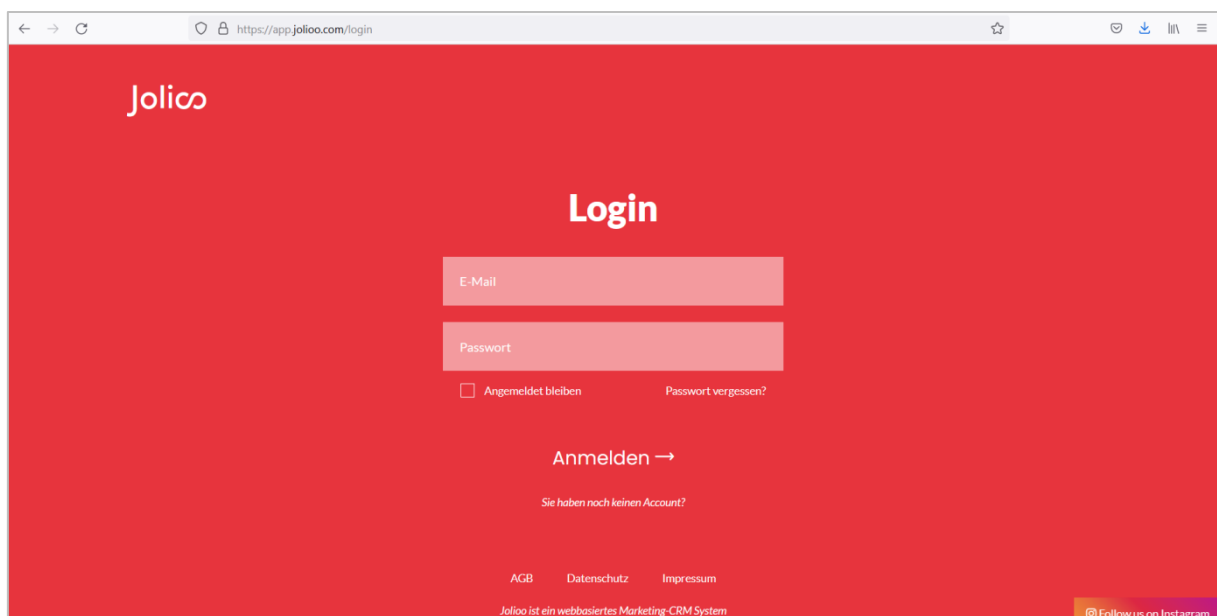 https://app.jolioo.com/login
Jolioo
Login
E-Mail
Passwort
Angemeldet bleiben Passwort vergessen?
Anmelden →
Sie haben noch keinen Account?
AGB Datenschutz Impressum
Jolioo ist ein webbasiertes Marketing-CRM System
Follow us on Instagram